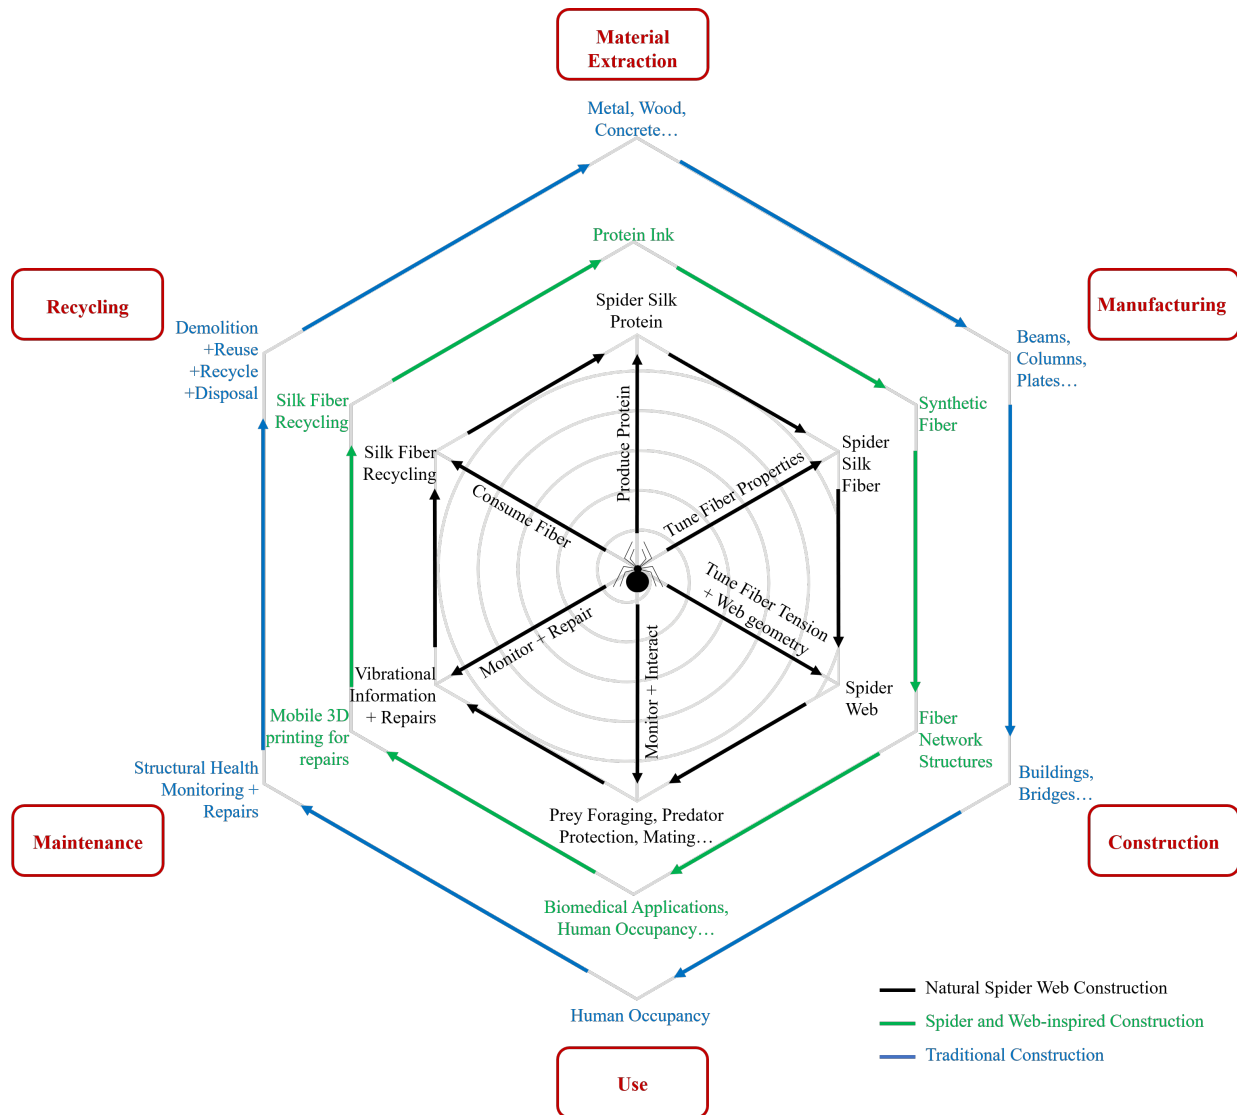 Material
Extraction
Metal, Wood,
Concrete…
Protein Ink
Spider Silk
Protein
Recycling
Manufacturing
Demolition
+Reuse
+Recycle
+Disposal
Beams,
Columns,
Plates…
Silk Fiber
Recycling
Synthetic
Fiber
Silk Fiber
Recycling
Spider
Silk
Fiber
Produce Protein
Tune Fiber Properties
Consume Fiber
Tune Fiber Tension
+ Web geometry
Monitor + Repair
Monitor + Interact
Vibrational
Information
+ Repairs
Spider
Web
Mobile 3D
printing for
repairs
Fiber
Network
Structures
Structural Health
Monitoring +
Repairs
Buildings,
Bridges…
Maintenance
Construction
Prey Foraging, Predator
Protection, Mating…
Biomedical Applications,
Human Occupancy…
Human Occupancy
Use
Natural Spider Web Construction
Spider and Web-inspired Construction
Traditional Construction